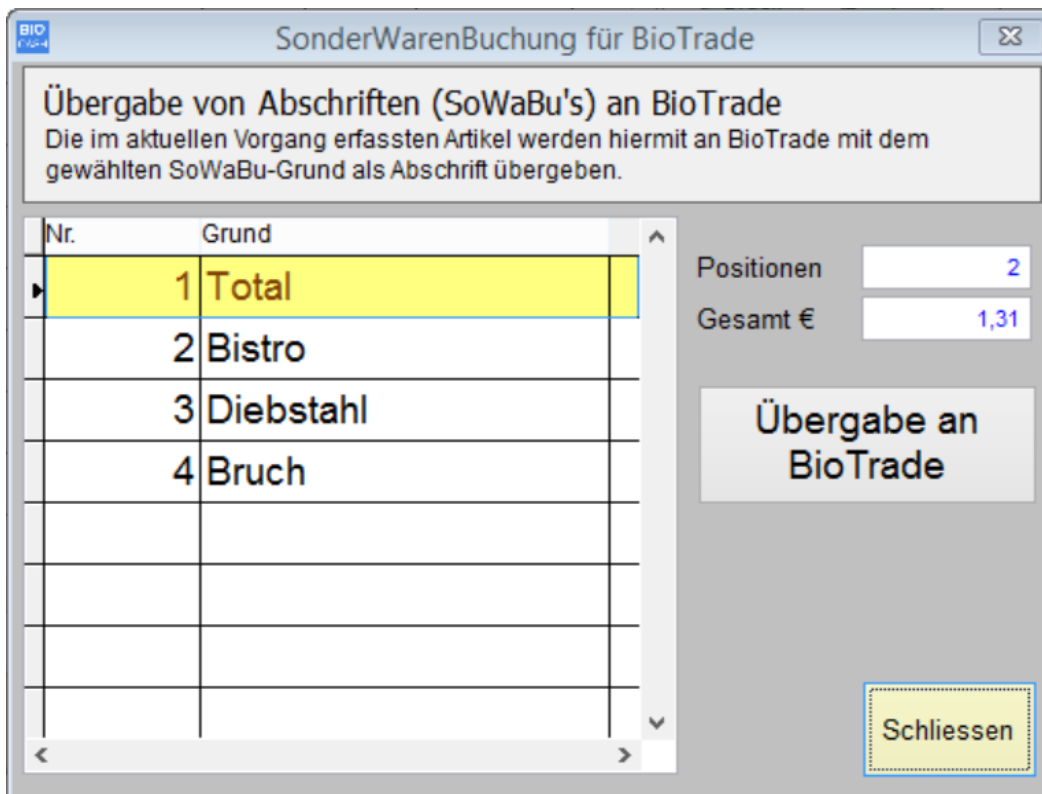 BIO
CASH
SonderWarenBuchung für BioTrade
Übergabe von Abschriften (SoWaBu's) an BioTrade
Die im aktuellen Vorgang erfassten Artikel werden hiermit an BioTrade mit dem
gewählten SoWaBu-Grund als Abschrift übergeben.
Nr. Grund
1 Total
2 Bistro
3 Diebstahl
4 Bruch
Positionen 2
Gesamt € 1,31
Übergabe an
BioTrade
Schliessen